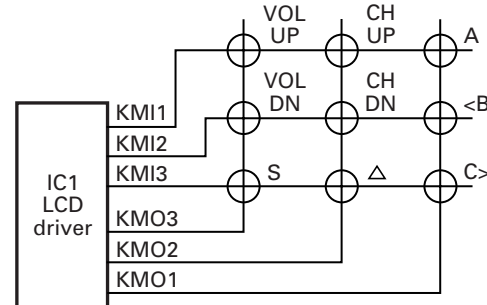 VOL
UP
CH
UP
A
VOL
DN
CH
DN
<B
S
△
C>
KMI1
KMI2
KMI3
KMO3
KMO2
KMO1
IC1
LCD
driver